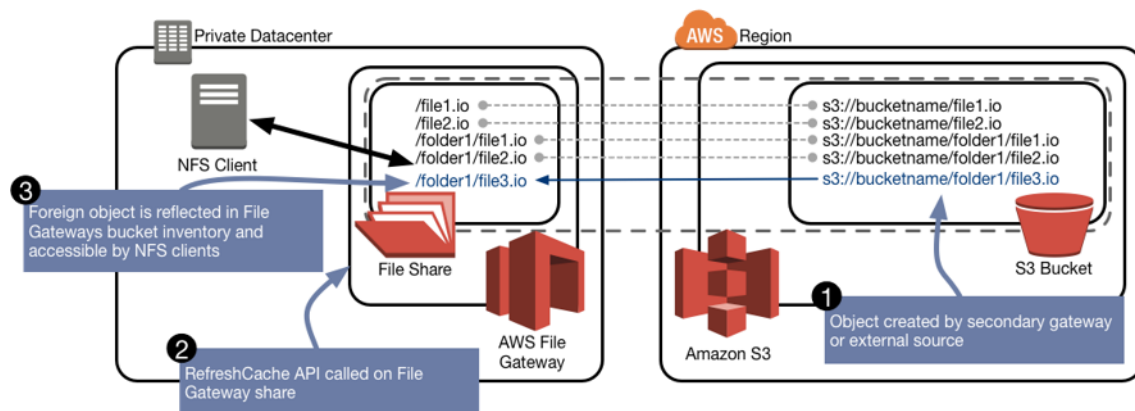 Private Datacenter
AWS Region
/file1.io
s3://bucketname/file1.io
/file2.io
s3://bucketname/file2.io
/folder1/file1.io
s3://bucketname/folder1/file1.io
/folder1/file2.io
s3://bucketname/folder1/file2.io
/folder1/file3.io
s3://bucketname/folder1/file3.io
NFS Client
3
Foreign object is reflected in File
Gateways bucket inventory and
accessible by NFS clients
File Share
S3 Bucket
AWS File
Gateway
Amazon S3
1
Object created by secondary gateway
or external source
2
RefreshCache API called on File
Gateway share